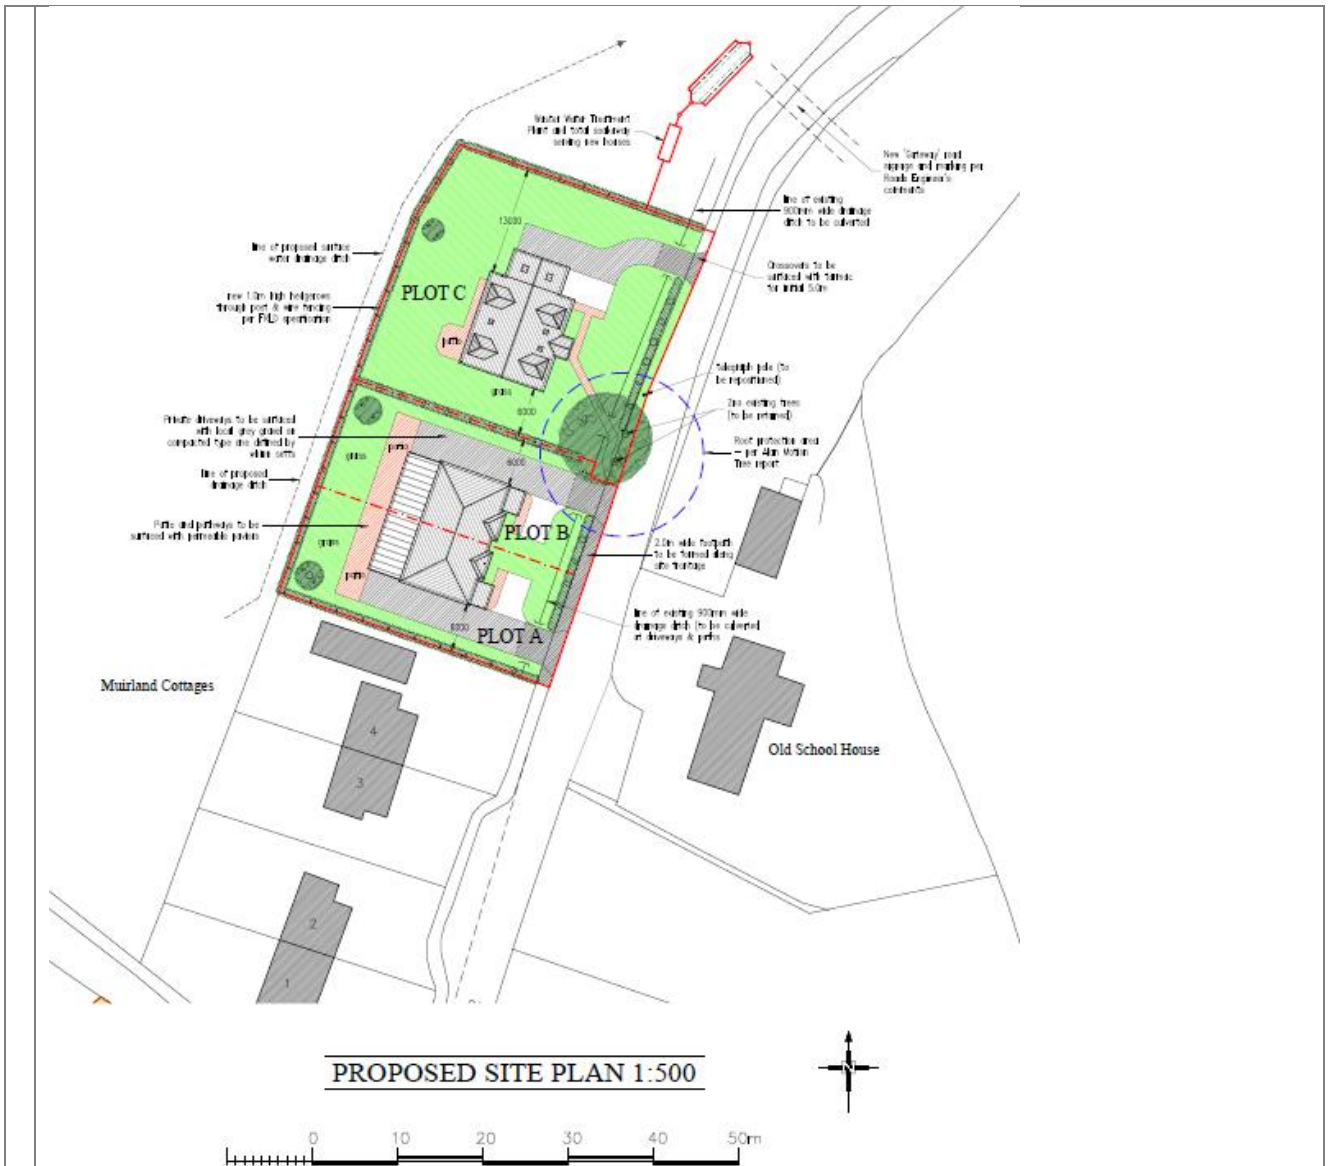 Waster Water Treatment
Plant and total soakaway
serving new houses
New 'Gateway' road
signage and marking per
Roads Engineer's
comments
line of existing
900mm wide drainage
ditch to be culverted
13000
line of proposed surface
water drainage ditch
Crossovers to be
surfaced with tarmac
for initial 5.0m
PLOT C
new 1.0m high hedgerows
through post & wire fencing
per specification
patio
telegraph pole (to
be repositioned)
grass
6000
2no existing trees
(to be retained)
Private driveways to be surfaced
with local grey gravel on
compacted type one defined by
whin setts
patio
grass
6000
Root protection area
– per Alan Motion
Tree report
line of proposed
drainage ditch
Patio and pathways to be
surfaced with permeable paviors
PLOT B
grass
2.0m wide footpath
to be formed along
site frontage
patio
line of existing 900mm wide
drainage ditch (to be culverted
at driveways & paths
6000
PLOT A
Muirland Cottages
4
3
Old School House
2
1
PROPOSED SITE PLAN 1:500
N
0 10 20 30 40 50m